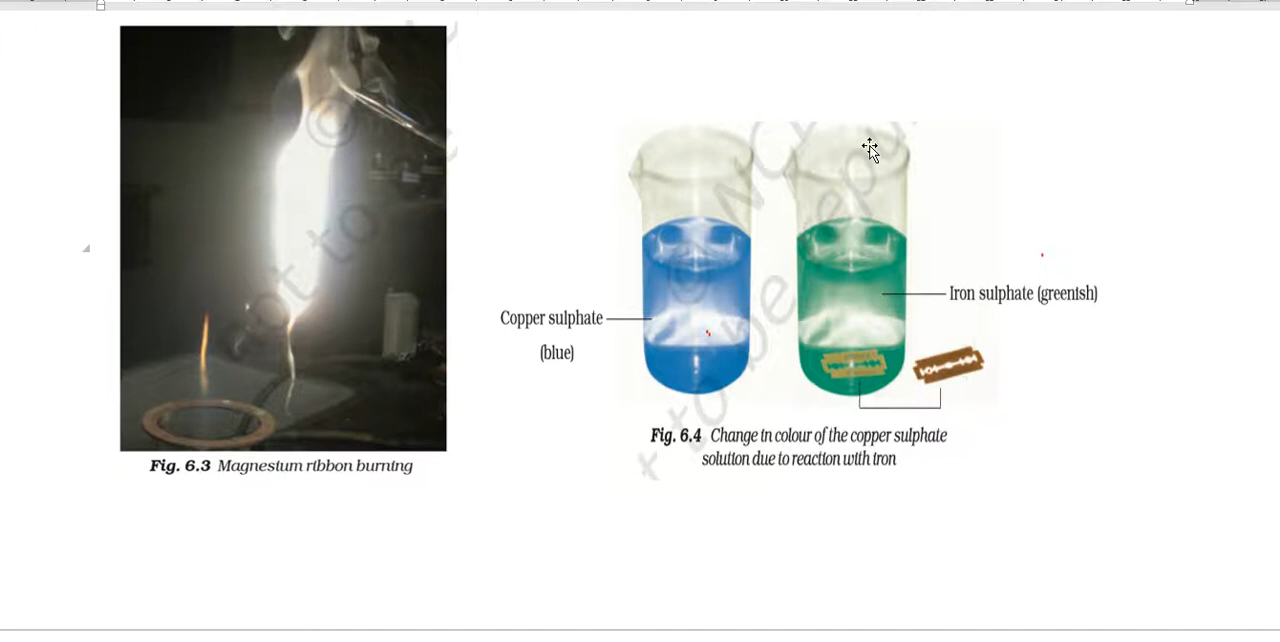 Fig. 6.3 Magnesium ribbon burning
Copper sulphate
(blue)
Iron sulphate (greenish)
Fig. 6.4 Change in colour of the copper sulphate
solution due to reaction with iron